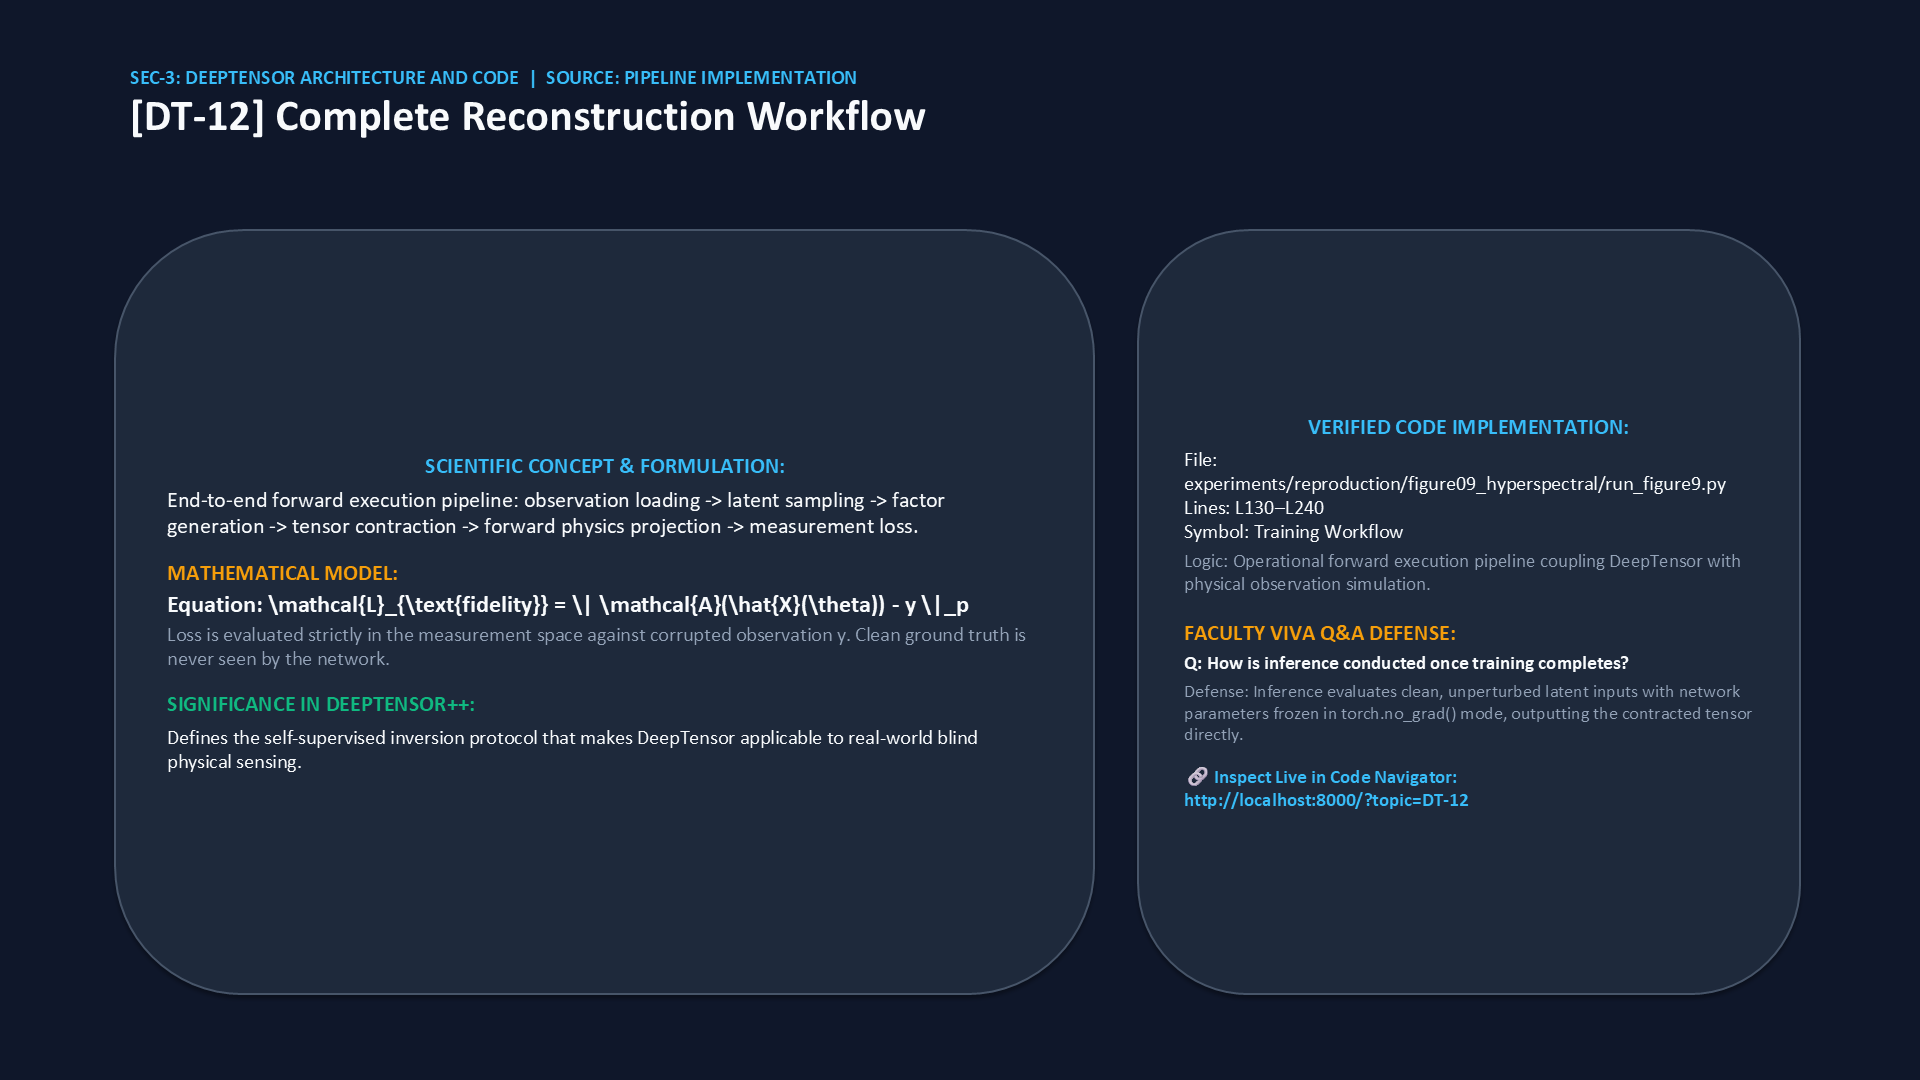 SEC-3: DEEPTENSOR ARCHITECTURE AND CODE | SOURCE: PIPELINE IMPLEMENTATION
[DT-12] Complete Reconstruction Workflow
SCIENTIFIC CONCEPT & FORMULATION:
End-to-end forward execution pipeline: observation loading -> latent sampling -> factor
generation -> tensor contraction -> forward physics projection -> measurement loss.
MATHEMATICAL MODEL:
Equation: \mathcal{L}_{\text{fidelity}} = \| \mathcal{A}(\hat{X}(\theta)) - y \|_p
Loss is evaluated strictly in the measurement space against corrupted observation y. Clean ground truth is
never seen by the network.
SIGNIFICANCE IN DEEPTENSOR++:
Defines the self-supervised inversion protocol that makes DeepTensor applicable to real-world blind
physical sensing.
VERIFIED CODE IMPLEMENTATION:
File:
experiments/reproduction/figure09_hyperspectral/run_figure9.py
Lines: L130–L240
Symbol: Training Workflow
Logic: Operational forward execution pipeline coupling DeepTensor with
physical observation simulation.
FACULTY VIVA Q&A DEFENSE:
Q: How is inference conducted once training completes?
Defense: Inference evaluates clean, unperturbed latent inputs with network
parameters frozen in torch.no_grad() mode, outputting the contracted tensor
directly.
🔗 Inspect Live in Code Navigator:
http://localhost:8000/?topic=DT-12